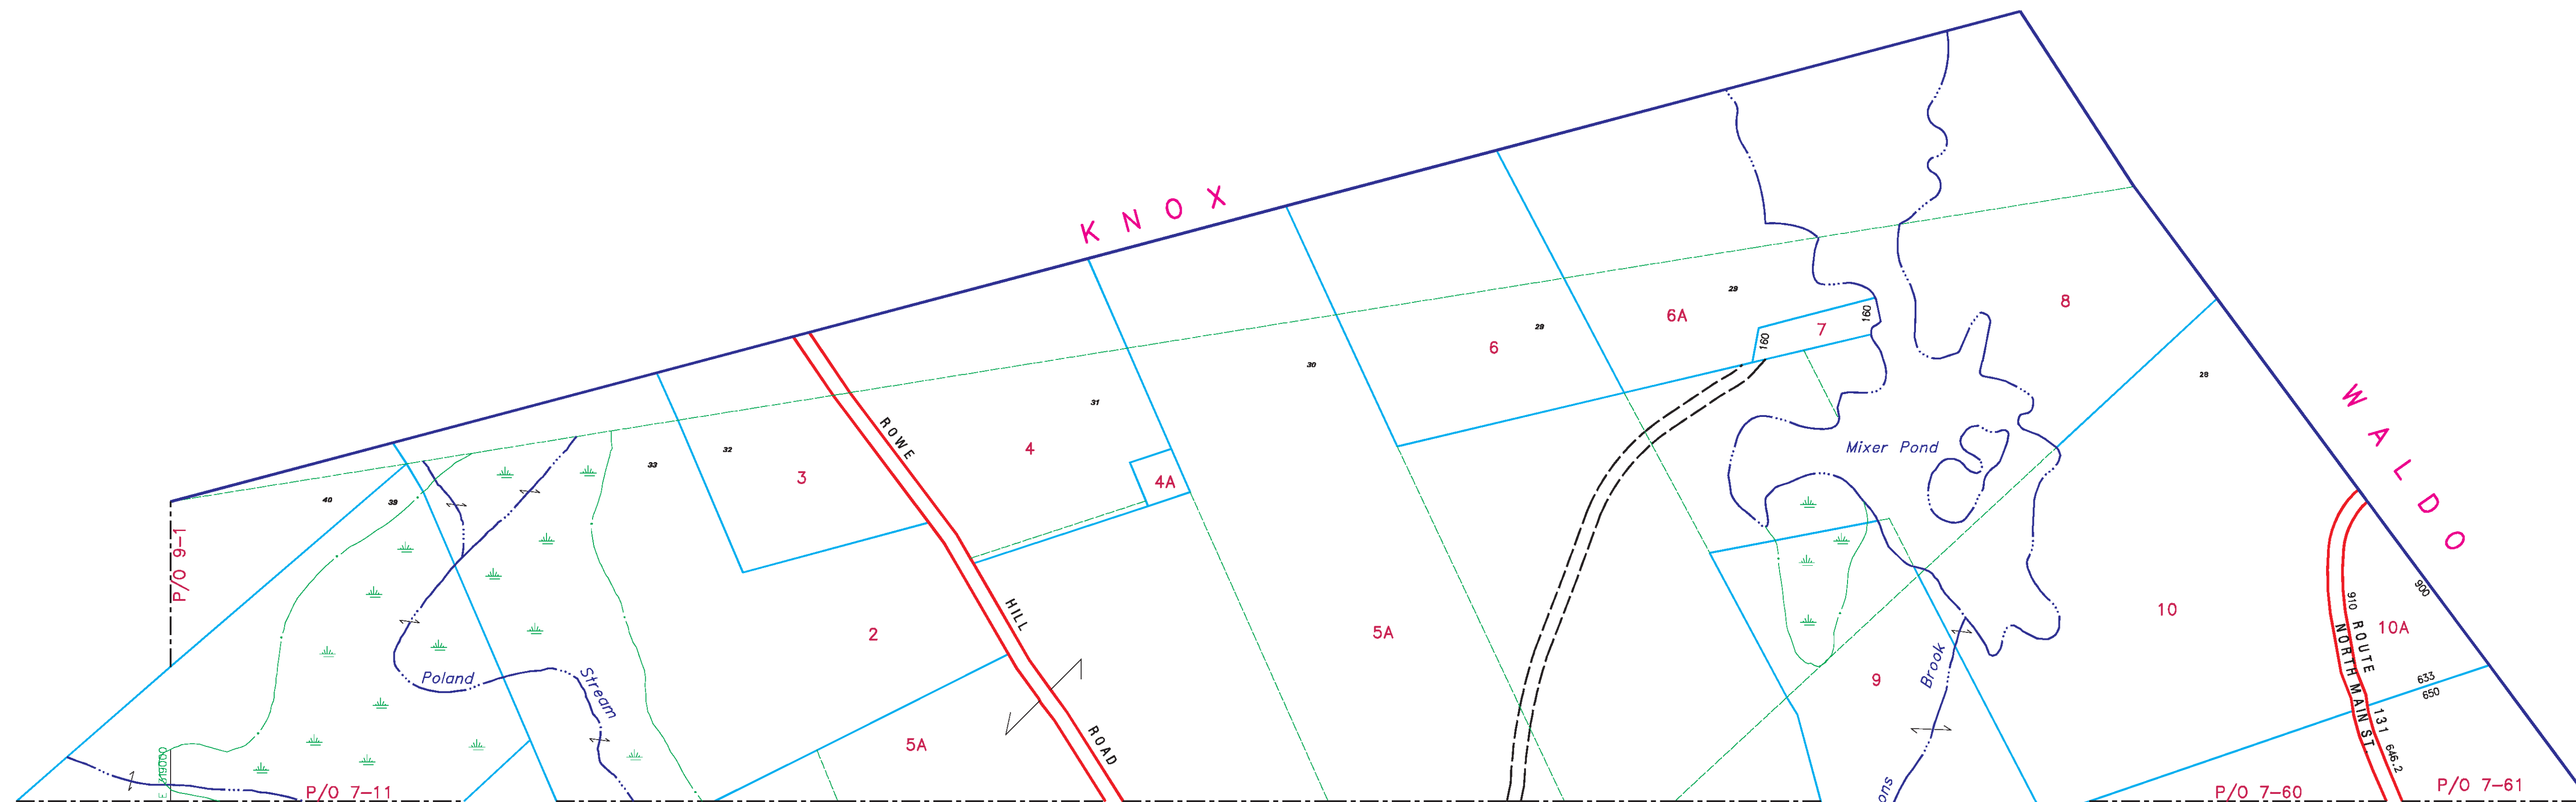 KNOX
WALDO
P/O 9-1
40
39
33
32
3
ROWE
HILL
ROAD
31
4
4A
2
5A
30
5A
29
6
29
6A
160
7
160
8
28
Mixer Pond
9
Brook
10
900
910
ROUTE
131
NORTH MAIN ST.
10A
633
650
646.2
Poland
Stream
P/O 7-11
P/O 7-60
P/O 7-61
ons